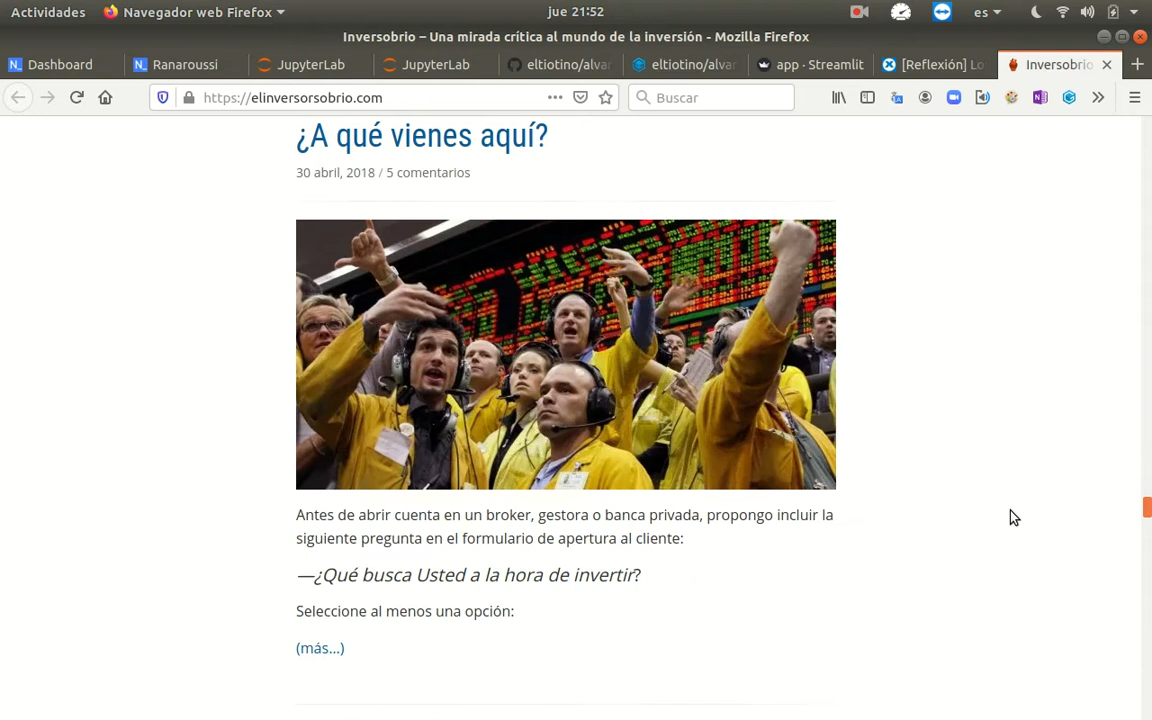 Actividades
Navegador web Firefox
jue 21:52
es
Inversobrio – Una mirada crítica al mundo de la inversión - Mozilla Firefox
Dashboard
Ranaroussi
JupyterLab
JupyterLab
eltiotino/alvar
eltiotino/alvar
app · Streamlit
[Reflexión] Lo
Inversobrio
https://elinversorsobrio.com
Buscar
¿A qué vienes aquí?
30 abril, 2018 / 5 comentarios
Antes de abrir cuenta en un broker, gestora o banca privada, propongo incluir la
siguiente pregunta en el formulario de apertura al cliente:
—¿Qué busca Usted a la hora de invertir?
Seleccione al menos una opción:
(más...)